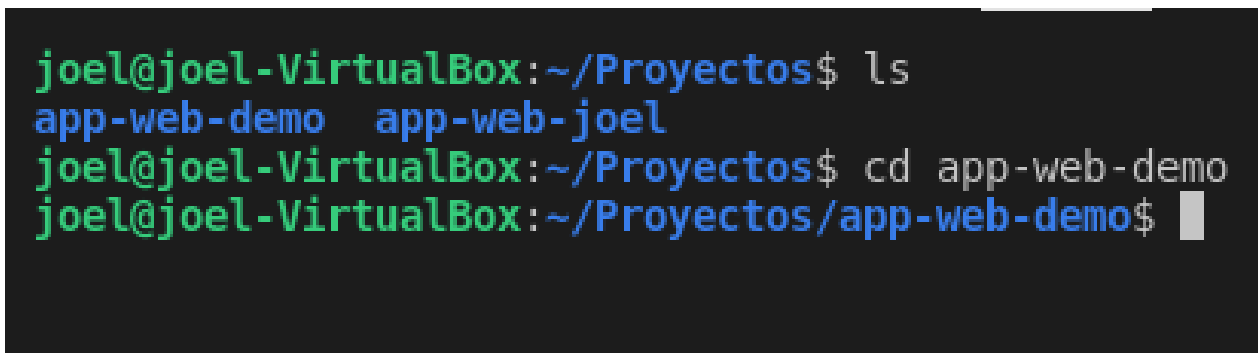 joel@joel-VirtualBox:~/Proyectos$ ls
app-web-demo  app-web-joel
joel@joel-VirtualBox:~/Proyectos$ cd app-web-demo
joel@joel-VirtualBox:~/Proyectos/app-web-demo$